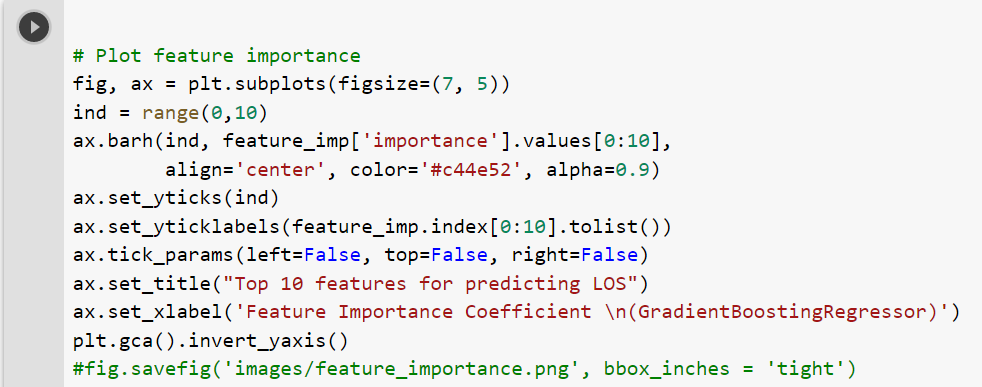 # Plot feature importance
fig, ax = plt.subplots(figsize=(7, 5))
ind = range(0,10)
ax.barh(ind, feature_imp['importance'].values[0:10],
        align='center', color='#c44e52', alpha=0.9)
ax.set_yticks(ind)
ax.set_yticklabels(feature_imp.index[0:10].tolist())
ax.tick_params(left=False, top=False, right=False)
ax.set_title("Top 10 features for predicting LOS")
ax.set_xlabel('Feature Importance Coefficient \n(GradientBoostingRegressor)')
plt.gca().invert_yaxis()
#fig.savefig('images/feature_importance.png', bbox_inches = 'tight')